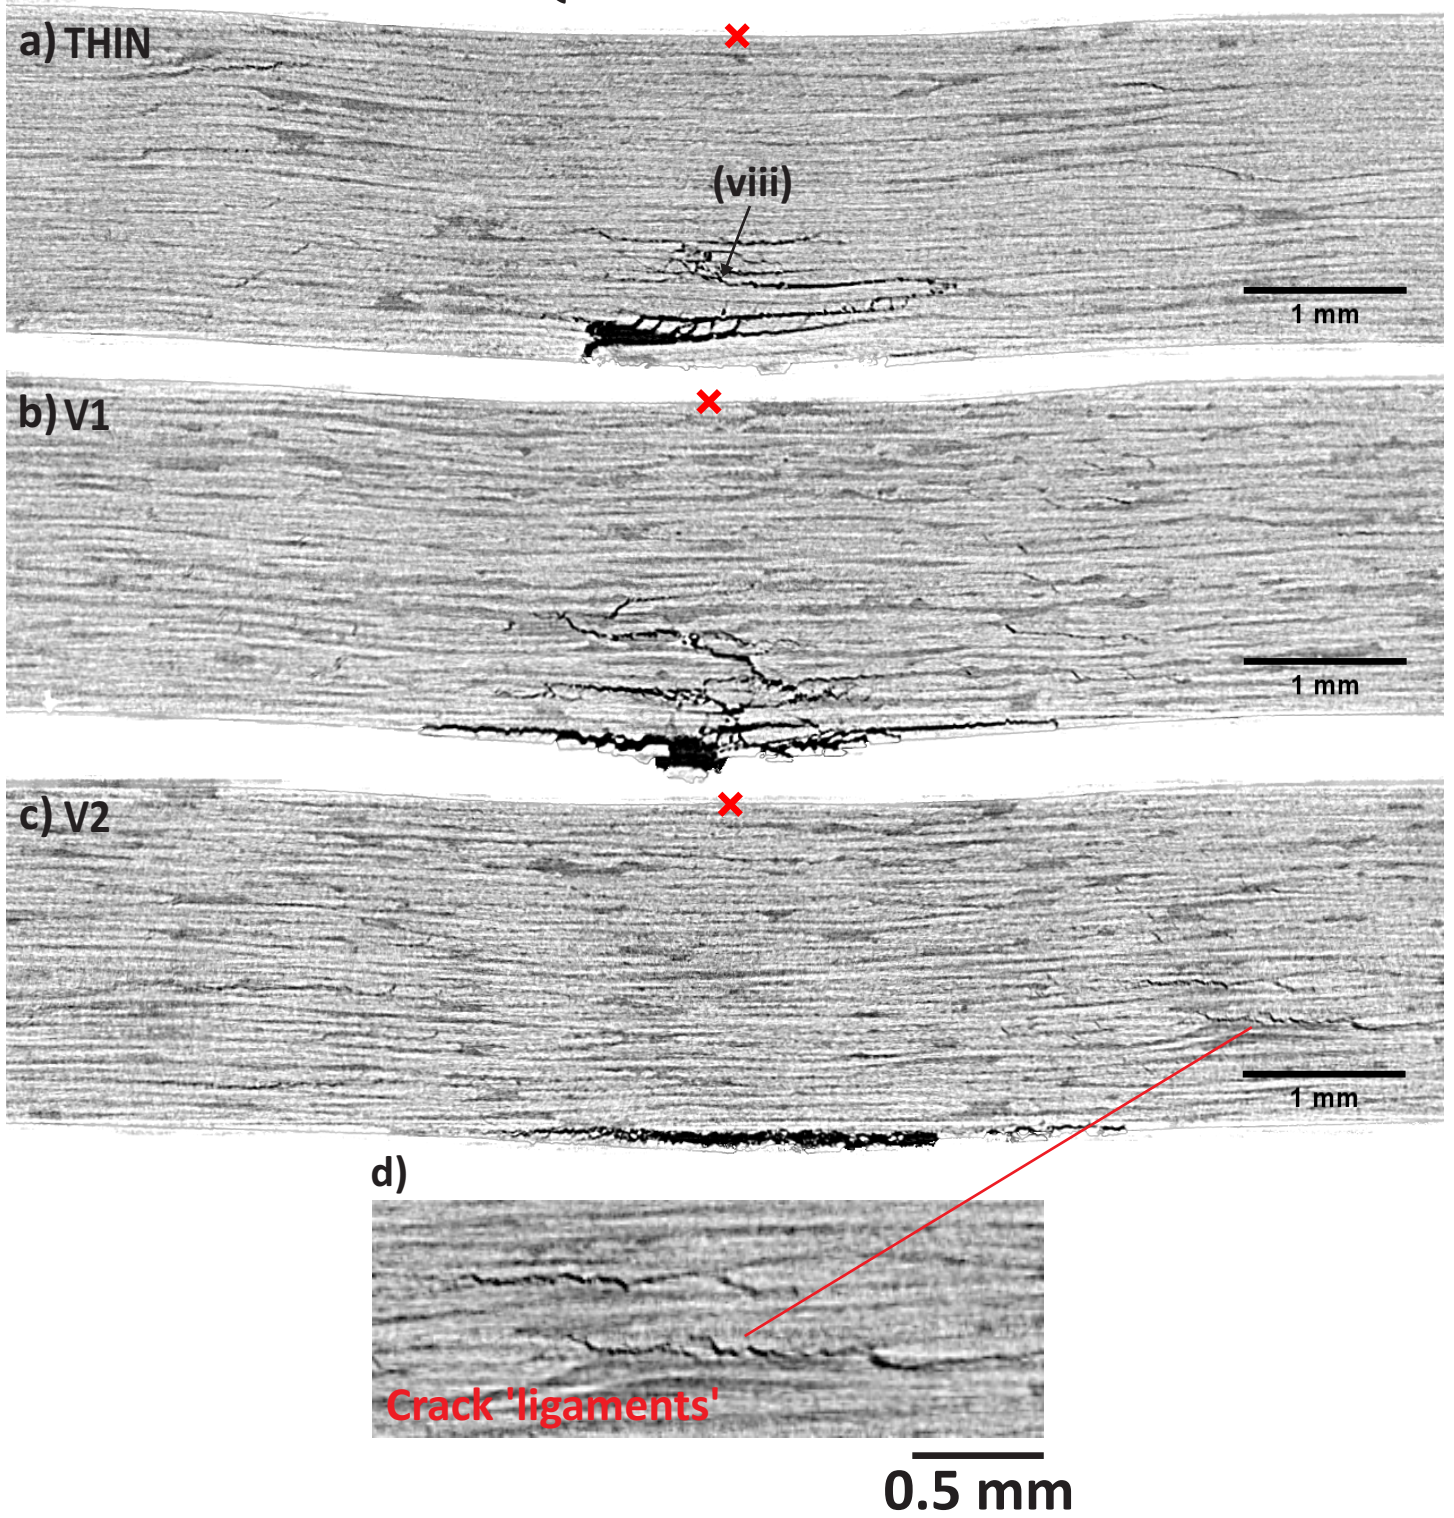 a) THIN
(viii)
1 mm
b) V1
1 mm
c) V2
1 mm
d)
Crack 'ligaments'
0.5 mm